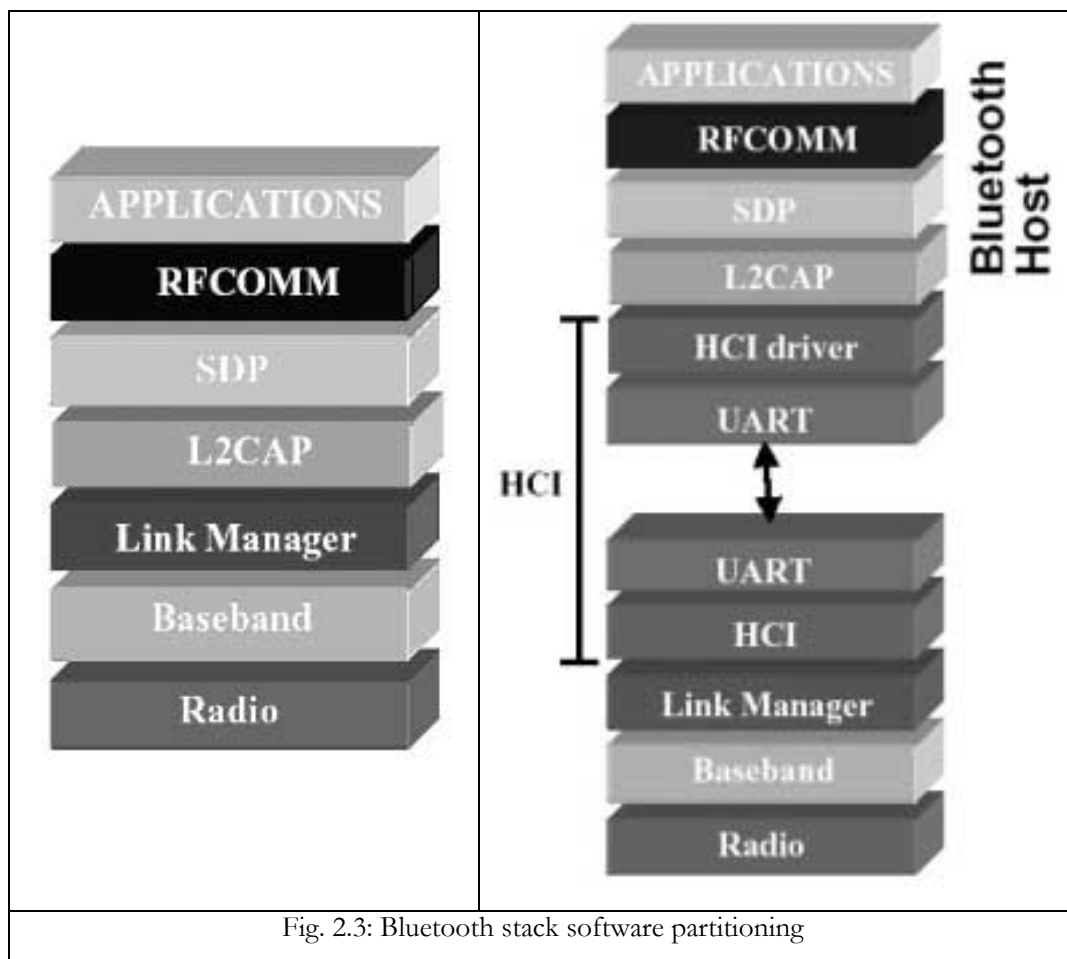 APPLICATIONS
RFCOMM
SDP
L2CAP
Link Manager
Baseband
Radio
APPLICATIONS
RFCOMM
SDP
L2CAP
HCI driver
UART
Bluetooth
Host
HCI
UART
HCI
Link Manager
Baseband
Radio
Fig. 2.3: Bluetooth stack software partitioning